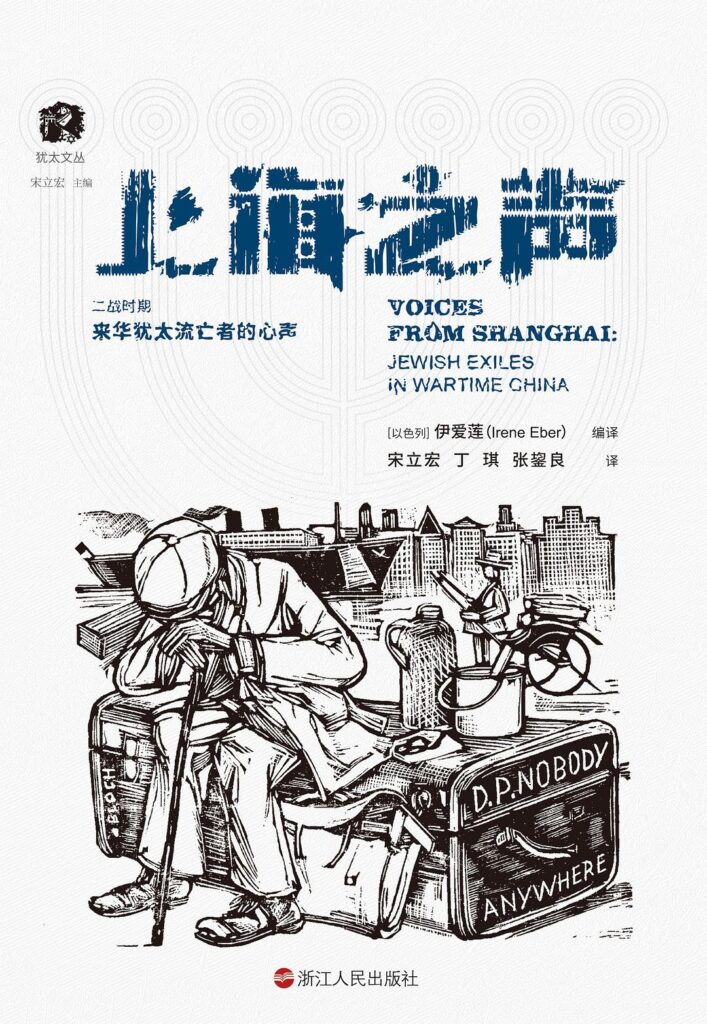 犹太文丛
宋立宏 主编
上海之声
二战时期
来华犹太流亡者的心声
VOICES
FROM SHANGHAI:
JEWISH EXILES
IN WARTIME CHINA
[以色列] 伊爱莲(Irene Eber) 编译
宋立宏 丁琪 张鋆良 译
BLOCH
D.P. NOBODY
ANYWHERE
浙江人民出版社